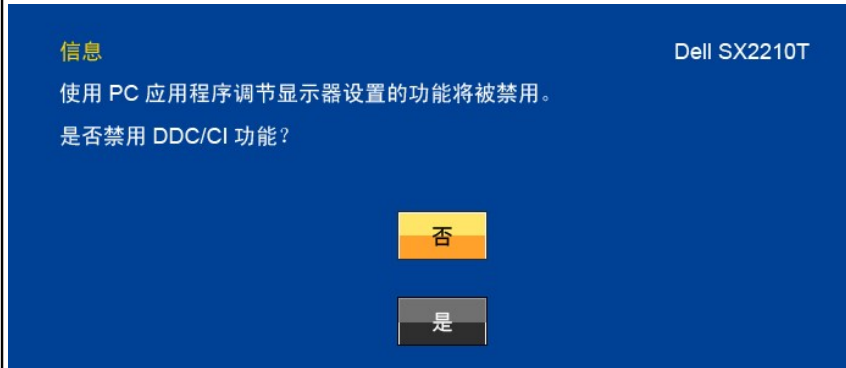 信息 Dell SX2210T
使用 PC 应用程序调节显示器设置的功能将被禁用。
是否禁用 DDC/CI 功能？
否
是